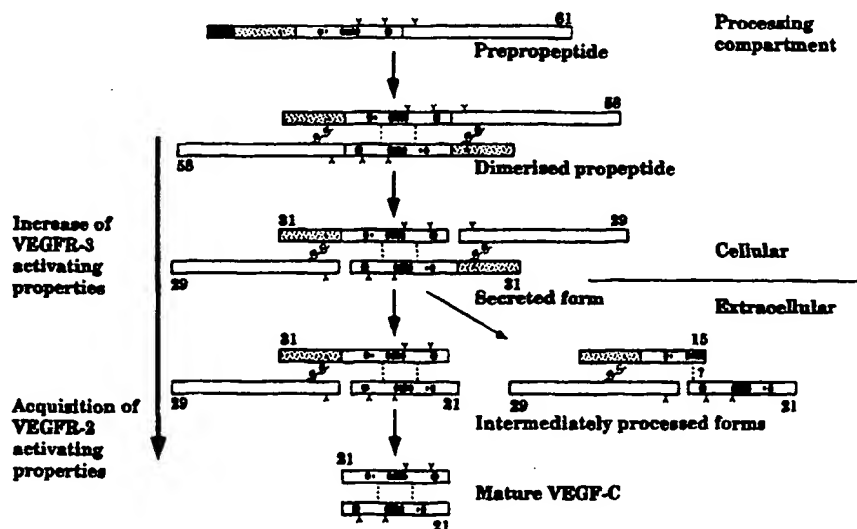 61
Processing
compartment
Prepropeptide
58
58
Dimerised propeptide
Increase of
VEGFR-3
activating
properties
31
29
29
31
Cellular
Secreted form
Extracellular
31
15
?
29
21
29
21
Intermediately processed forms
Acquisition of
VEGFR-2
activating
properties
21
Mature VEGF-C
21